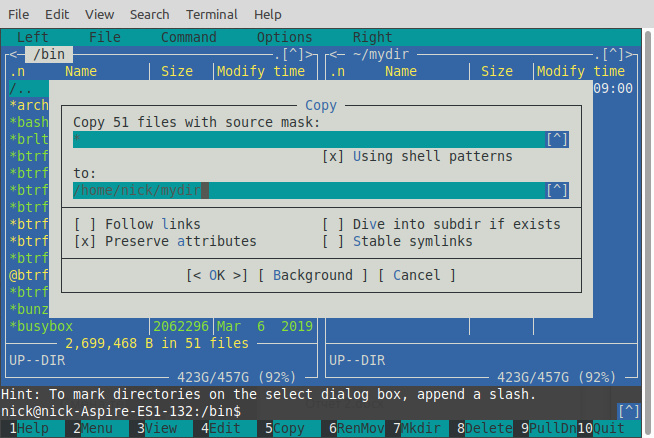 File Edit View Search Terminal Help
Left File Command Options Right
<─ /bin ─.[^]> <─ ~/mydir ─.[^]>
.n Name Size Modify time .n Name Size Modify time
/.. 09:00
*arch
*bash
*brlt
*btrf
*btrf
*btrf
*btrf
*btrf
*btrf
*btrf
@btrf
*btrf
*bunz
Copy
Copy 51 files with source mask:
* [^]
[x] Using shell patterns
to:
/home/nick/mydir [^]
[ ] Follow links [ ] Dive into subdir if exists
[x] Preserve attributes [ ] Stable symlinks
[< OK >] [ Background ] [ Cancel ]
*busybox 2062296 Mar 6 2019
2,699,468 B in 51 files
UP--DIR UP--DIR
423G/457G (92%) 423G/457G (92%)
Hint: To mark directories on the select dialog box, append a slash.
nick@nick-Aspire-ES1-132:/bin$ [^]
1Help 2Menu 3View 4Edit 5Copy 6RenMov 7Mkdir 8Delete 9PullDn 10Quit